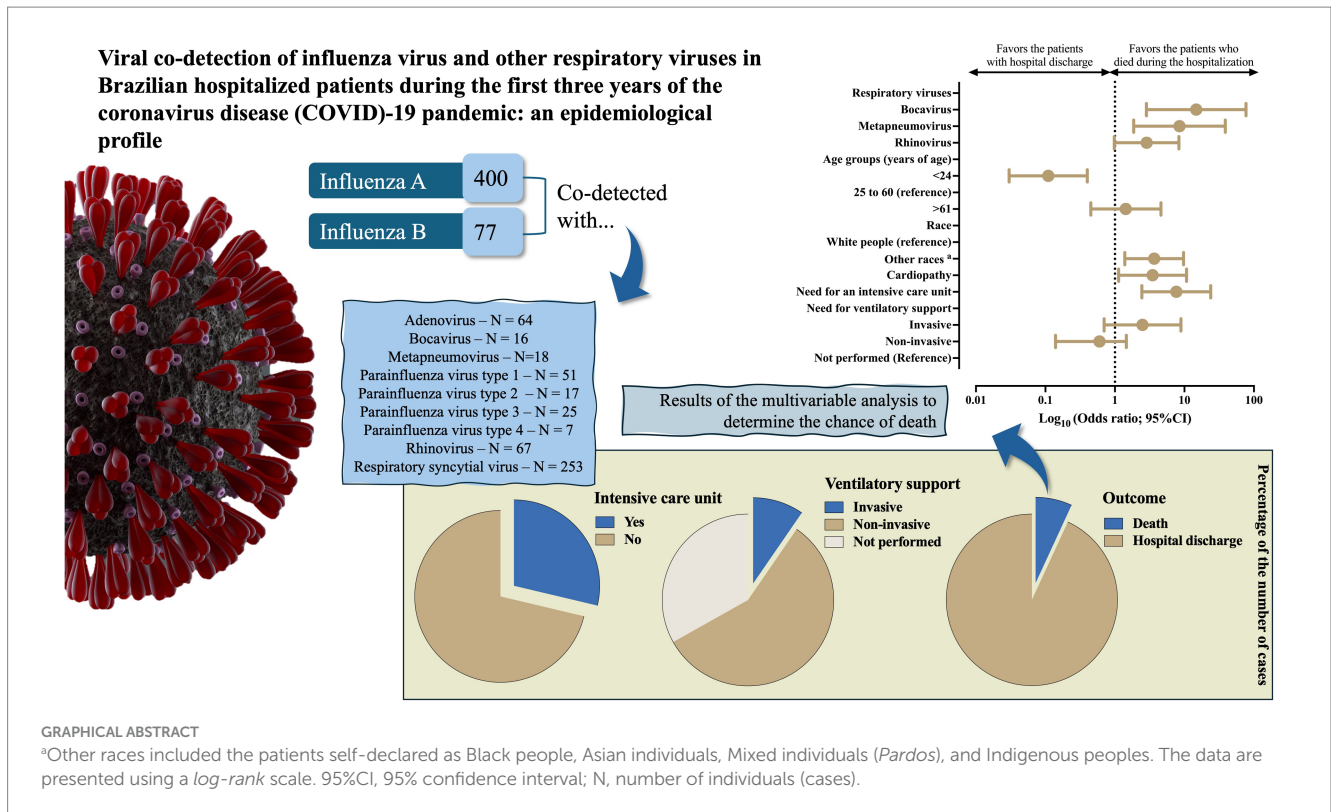 Viral co-detection of influenza virus and other respiratory viruses in
Brazilian hospitalized patients during the first three years of the
coronavirus disease (COVID)-19 pandemic: an epidemiological
profile
Influenza A 400
Influenza B 77
Co-detected
with...
Adenovirus – N = 64
Bocavirus – N = 16
Metapneumovirus – N=18
Parainfluenza virus type 1 – N = 51
Parainfluenza virus type 2 – N = 17
Parainfluenza virus type 3 – N = 25
Parainfluenza virus type 4 – N = 7
Rhinovirus – N = 67
Respiratory syncytial virus – N = 253
Favors the patients
with hospital discharge
Favors the patients who
died during the hospitalization
Respiratory viruses
Bocavirus
Metapneumovirus
Rhinovirus
Age groups (years of age)
<24
25 to 60 (reference)
>61
Race
White people (reference)
Other races a
Cardiopathy
Need for an intensive care unit
Need for ventilatory support
Invasive
Non-invasive
Not performed (Reference)
0.01 0.1 1 10 100
Log10 (Odds ratio; 95%CI)
Results of the multivariable analysis to
determine the chance of death
Intensive care unit
Yes
No
Ventilatory support
Invasive
Non-invasive
Not performed
Outcome
Death
Hospital discharge
Percentage of the number of cases
GRAPHICAL ABSTRACT
aOther races included the patients self-declared as Black people, Asian individuals, Mixed individuals (Pardos), and Indigenous peoples. The data are
presented using a log-rank scale. 95%CI, 95% confidence interval; N, number of individuals (cases).